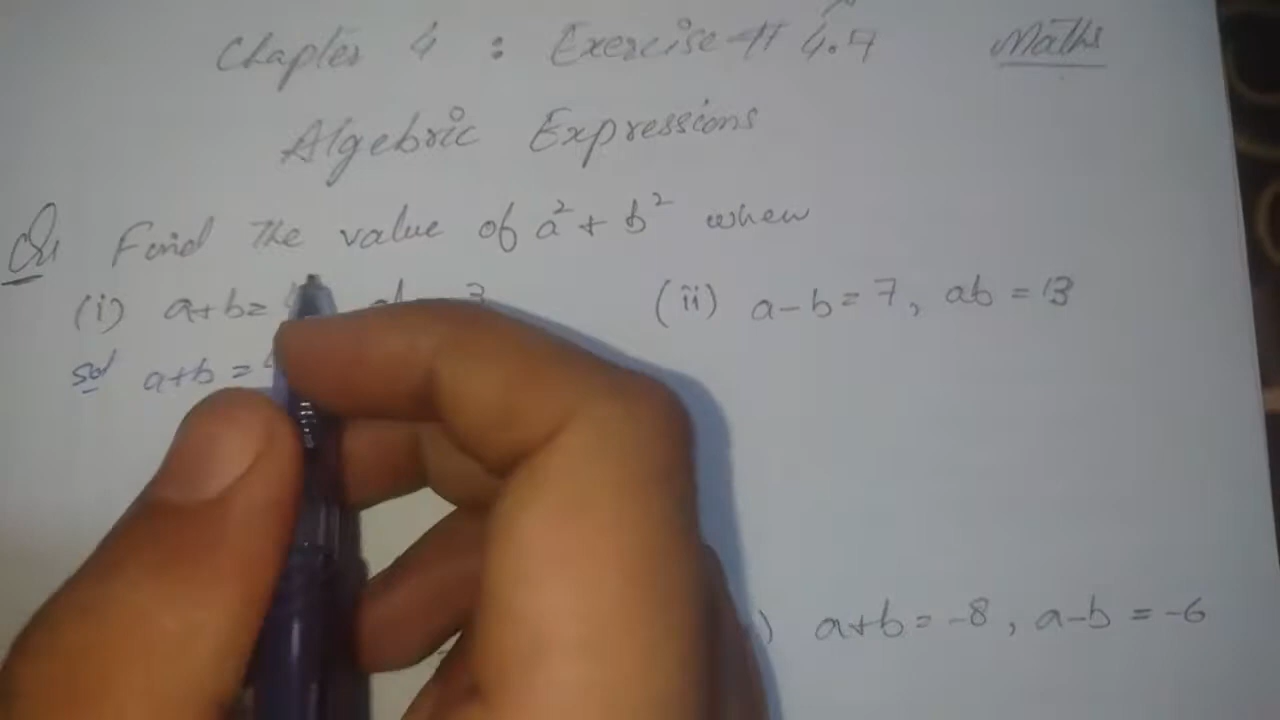 Chapter 4 : Exercise # 4.7 Maths
Algebric Expressions
Q1 Find the value of a² + b² when
(i) a+b= (ii) a-b = 7, ab = 13
Sol a+b =
) a+b = -8, a-b = -6